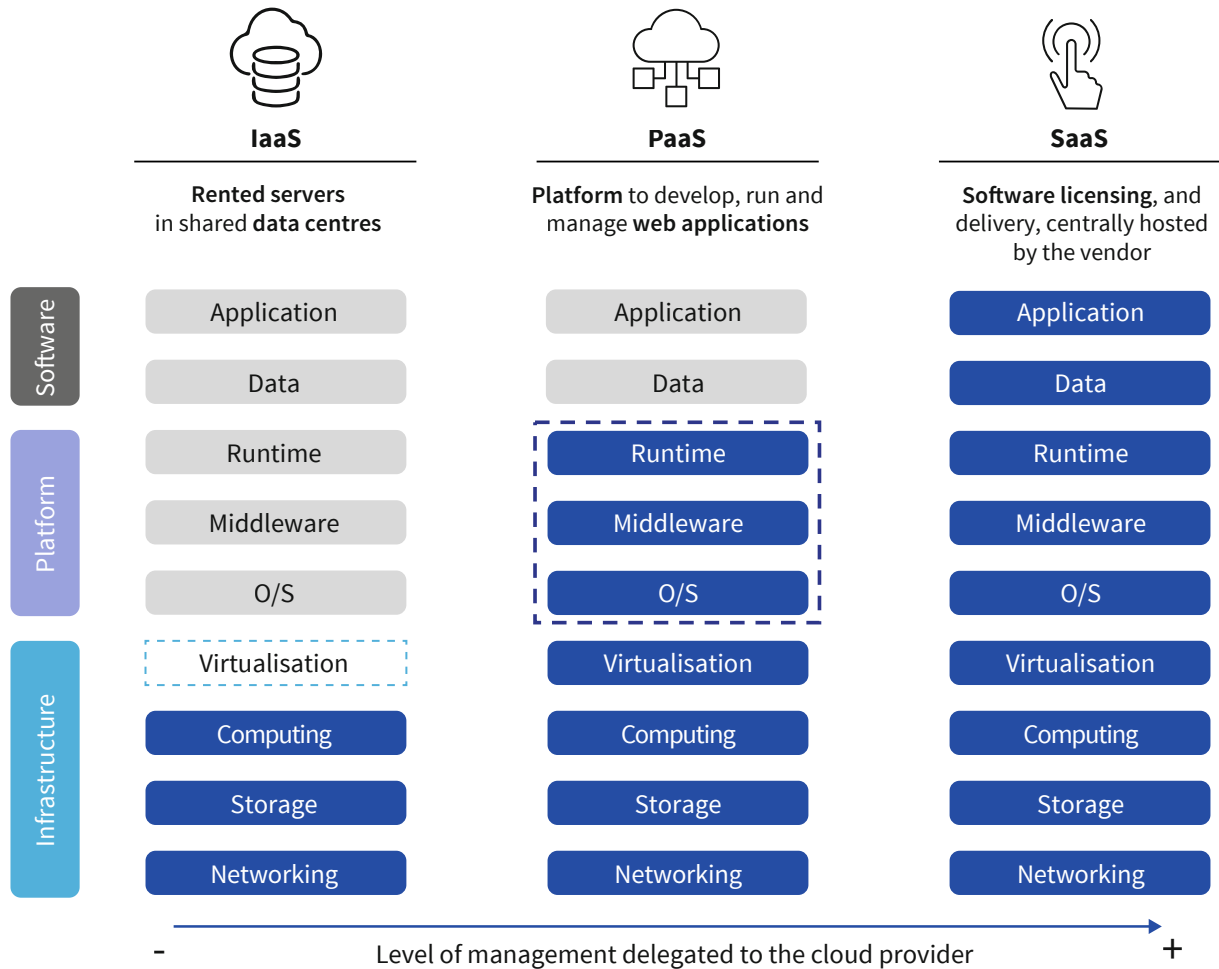 IaaS
PaaS
SaaS
Rented servers
in shared data centres
Platform to develop, run and
manage web applications
Software licensing, and
delivery, centrally hosted
by the vendor
Software
Application
Application
Application
Data
Data
Data
Platform
Runtime
Runtime
Runtime
Middleware
Middleware
Middleware
O/S
O/S
O/S
Infrastructure
Virtualisation
Virtualisation
Virtualisation
Computing
Computing
Computing
Storage
Storage
Storage
Networking
Networking
Networking
- Level of management delegated to the cloud provider +